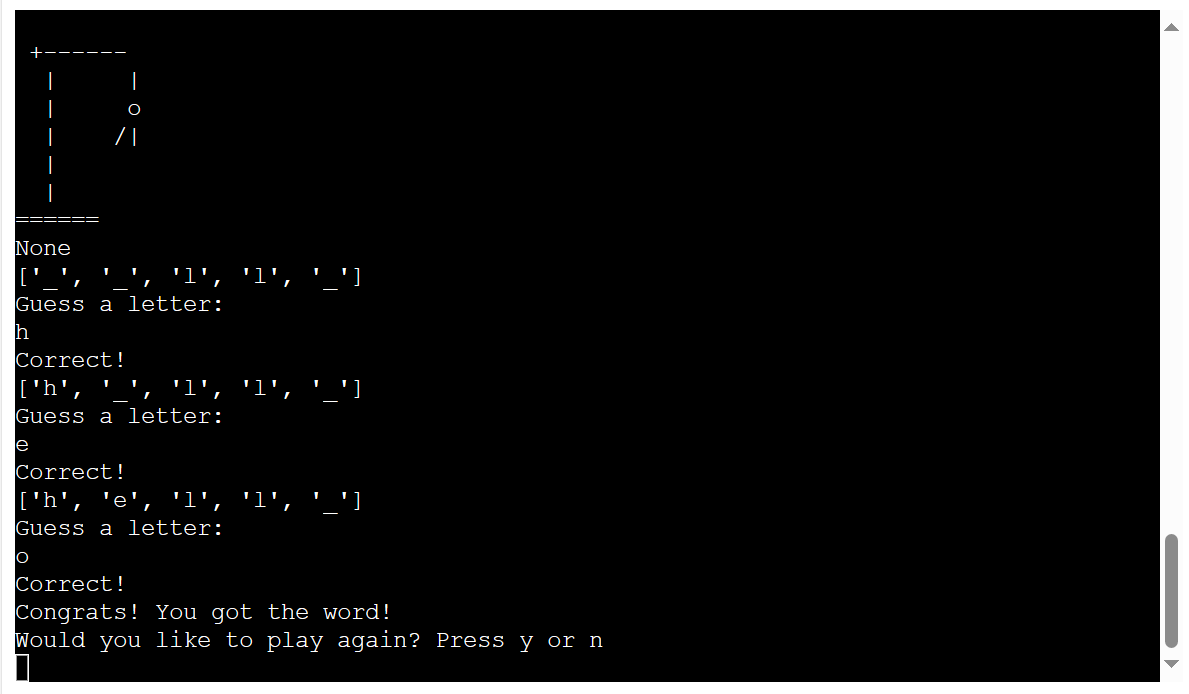 +------
  |     |
  |     o
  |    /|
  |
  |
======
None
['_', '_', 'l', 'l', '_']
Guess a letter:
h
Correct!
['h', '_', 'l', 'l', '_']
Guess a letter:
e
Correct!
['h', 'e', 'l', 'l', '_']
Guess a letter:
o
Correct!
Congrats! You got the word!
Would you like to play again? Press y or n